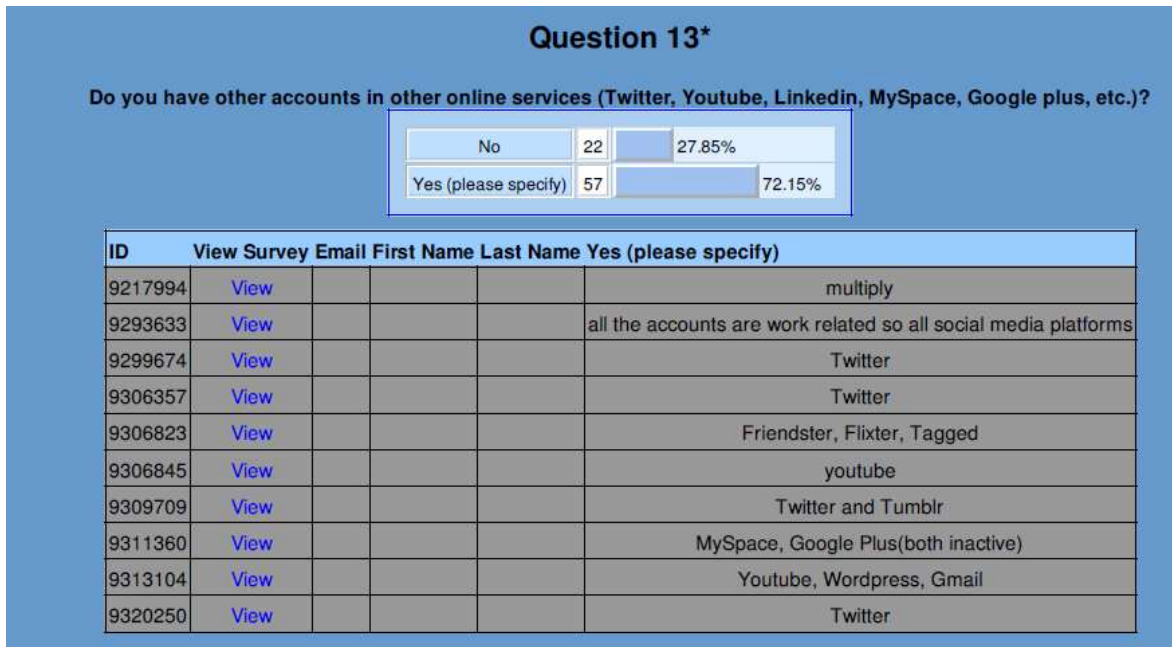 Question 13*
Do you have other accounts in other online services (Twitter, Youtube, Linkedin, MySpace, Google plus, etc.)?
No 22 27.85%
Yes (please specify) 57 72.15%
ID View Survey Email First Name Last Name Yes (please specify)
9217994 View multiply
9293633 View all the accounts are work related so all social media platforms
9299674 View Twitter
9306357 View Twitter
9306823 View Friendster, Flixter, Tagged
9306845 View youtube
9309709 View Twitter and Tumblr
9311360 View MySpace, Google Plus(both inactive)
9313104 View Youtube, Wordpress, Gmail
9320250 View Twitter